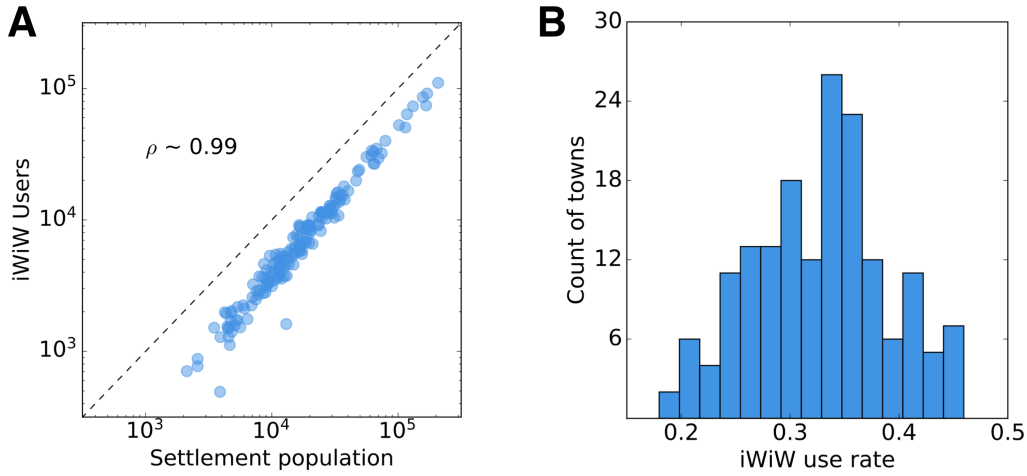 A
10^5
10^4
10^3
iWiW Users
ρ ~ 0.99
10^3 10^4 10^5
Settlement population
B
30
24
18
12
6
Count of towns
0.2 0.3 0.4 0.5
iWiW use rate